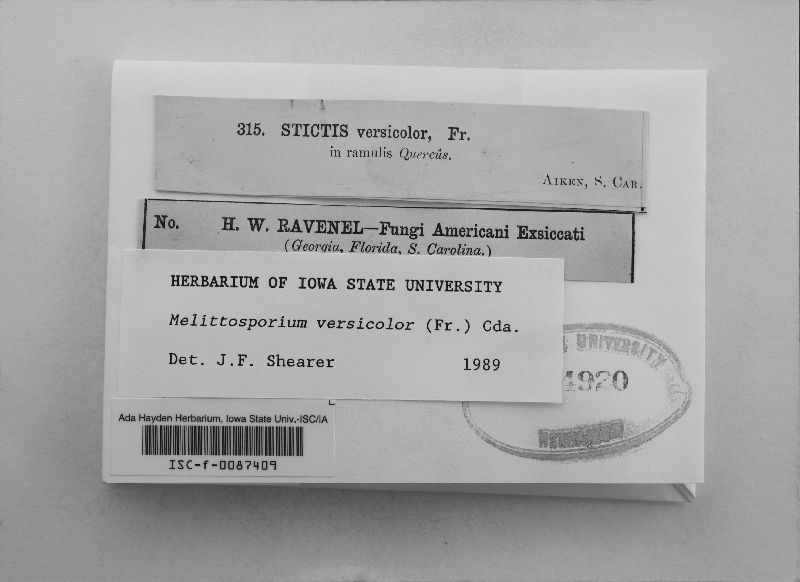 315. STICTIS versicolor, Fr.
in ramulis Quercûs.
AIKEN, S. CAR.
No. H. W. RAVENEL—Fungi Americani Exsiccati
(Georgia, Florida, S. Carolina.)
HERBARIUM OF IOWA STATE UNIVERSITY
Melittosporium versicolor (Fr.) Cda.
Det. J.F. Shearer 1989
UNIVERSITY
4920
Ada Hayden Herbarium, Iowa State Univ.-ISC/IA
ISC-f-0087409